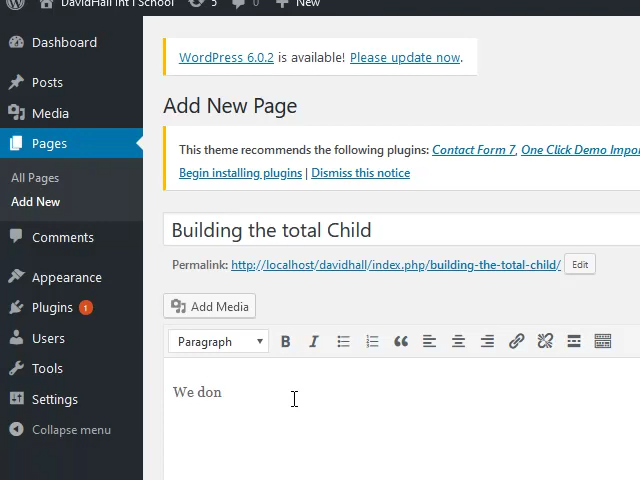 DavidHall Int'l School 5 0 New
Dashboard
WordPress 6.0.2 is available! Please update now.
Posts
Add New Page
Media
Pages
This theme recommends the following plugins: Contact Form 7, One Click Demo Impor
Begin installing plugins | Dismiss this notice
All Pages
Add New
Building the total Child
Comments
Permalink: http://localhost/davidhall/index.php/building-the-total-child/ Edit
Appearance
Plugins 1
Add Media
Users
Paragraph B I
Tools
We don
Settings
Collapse menu